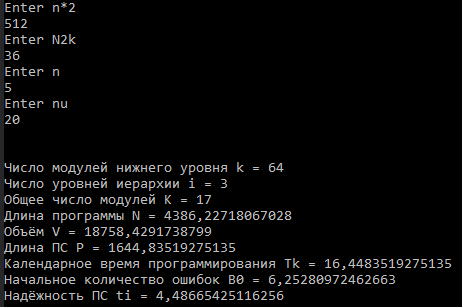 Enter n*2
512
Enter N2k
36
Enter n
5
Enter nu
20
Число модулей нижнего уровня k = 64
Число уровней иерархии i = 3
Общее число модулей K = 17
Длина программы N = 4386,22718067028
Объём V = 18758,4291738799
Длина ПС P = 1644,83519275135
Календарное время программирования Tk = 16,4483519275135
Начальное количество ошибок B0 = 6,25280972462663
Надёжность ПС ti = 4,48665425116256